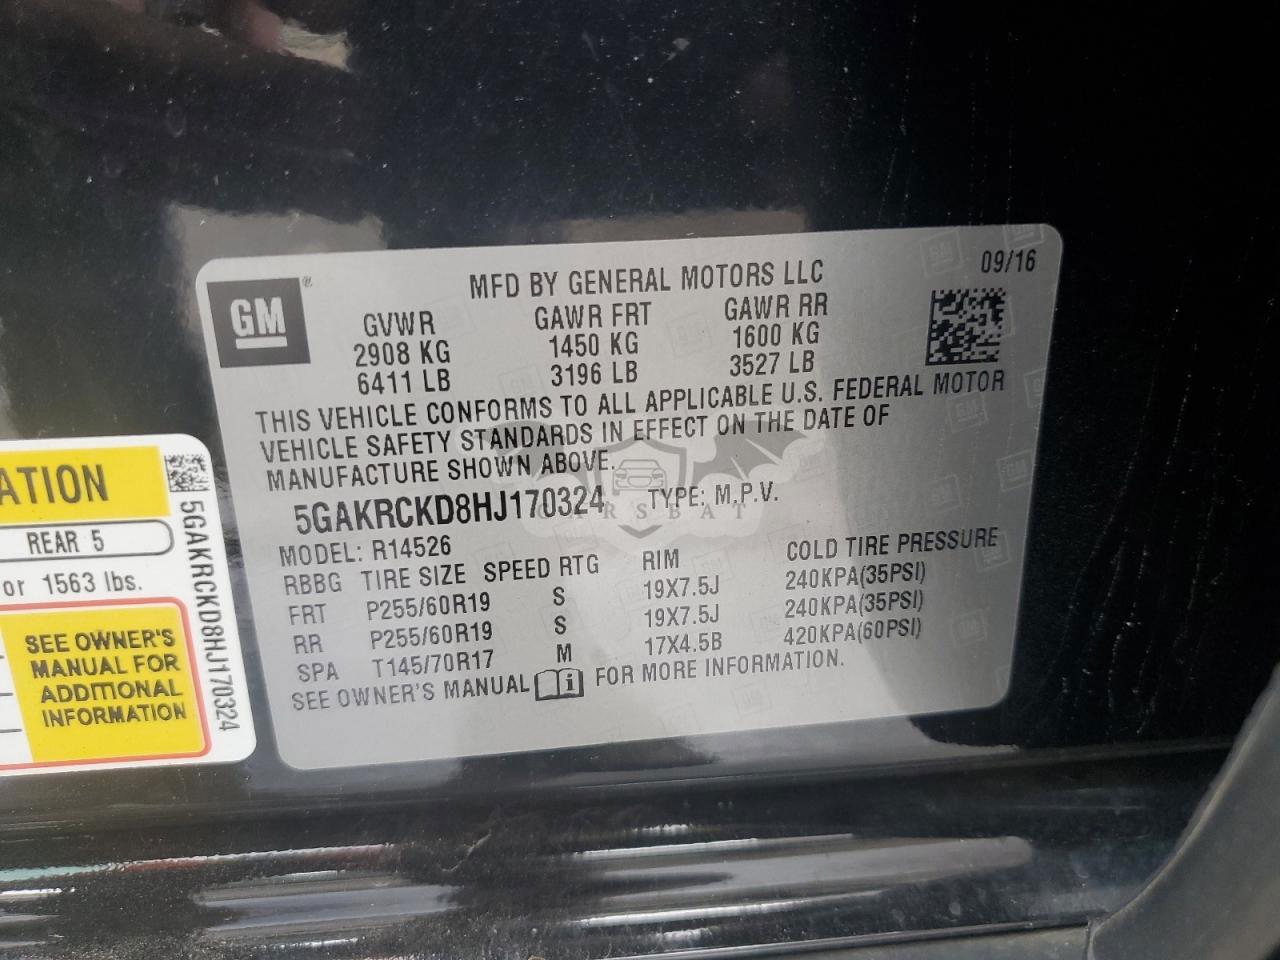 MFD BY GENERAL MOTORS LLC
09/16
GM
®
GVWR GAWR FRT GAWR RR
2908 KG 1450 KG 1600 KG
6411 LB 3196 LB 3527 LB
THIS VEHICLE CONFORMS TO ALL APPLICABLE U.S. FEDERAL MOTOR
VEHICLE SAFETY STANDARDS IN EFFECT ON THE DATE OF
MANUFACTURE SHOWN ABOVE.
5GAKRCKD8HJ170324 TYPE: M.P.V.
MODEL: R14526
RBBG TIRE SIZE SPEED RTG RIM COLD TIRE PRESSURE
FRT P255/60R19 S 19X7.5J 240KPA(35PSI)
RR P255/60R19 S 19X7.5J 240KPA(35PSI)
SPA T145/70R17 M 17X4.5B 420KPA(60PSI)
SEE OWNER'S MANUAL i FOR MORE INFORMATION.
CARSBAT
ATION
REAR 5
or 1563 lbs.
SEE OWNER'S
MANUAL FOR
ADDITIONAL
INFORMATION
5GAKRCKD8HJ170324